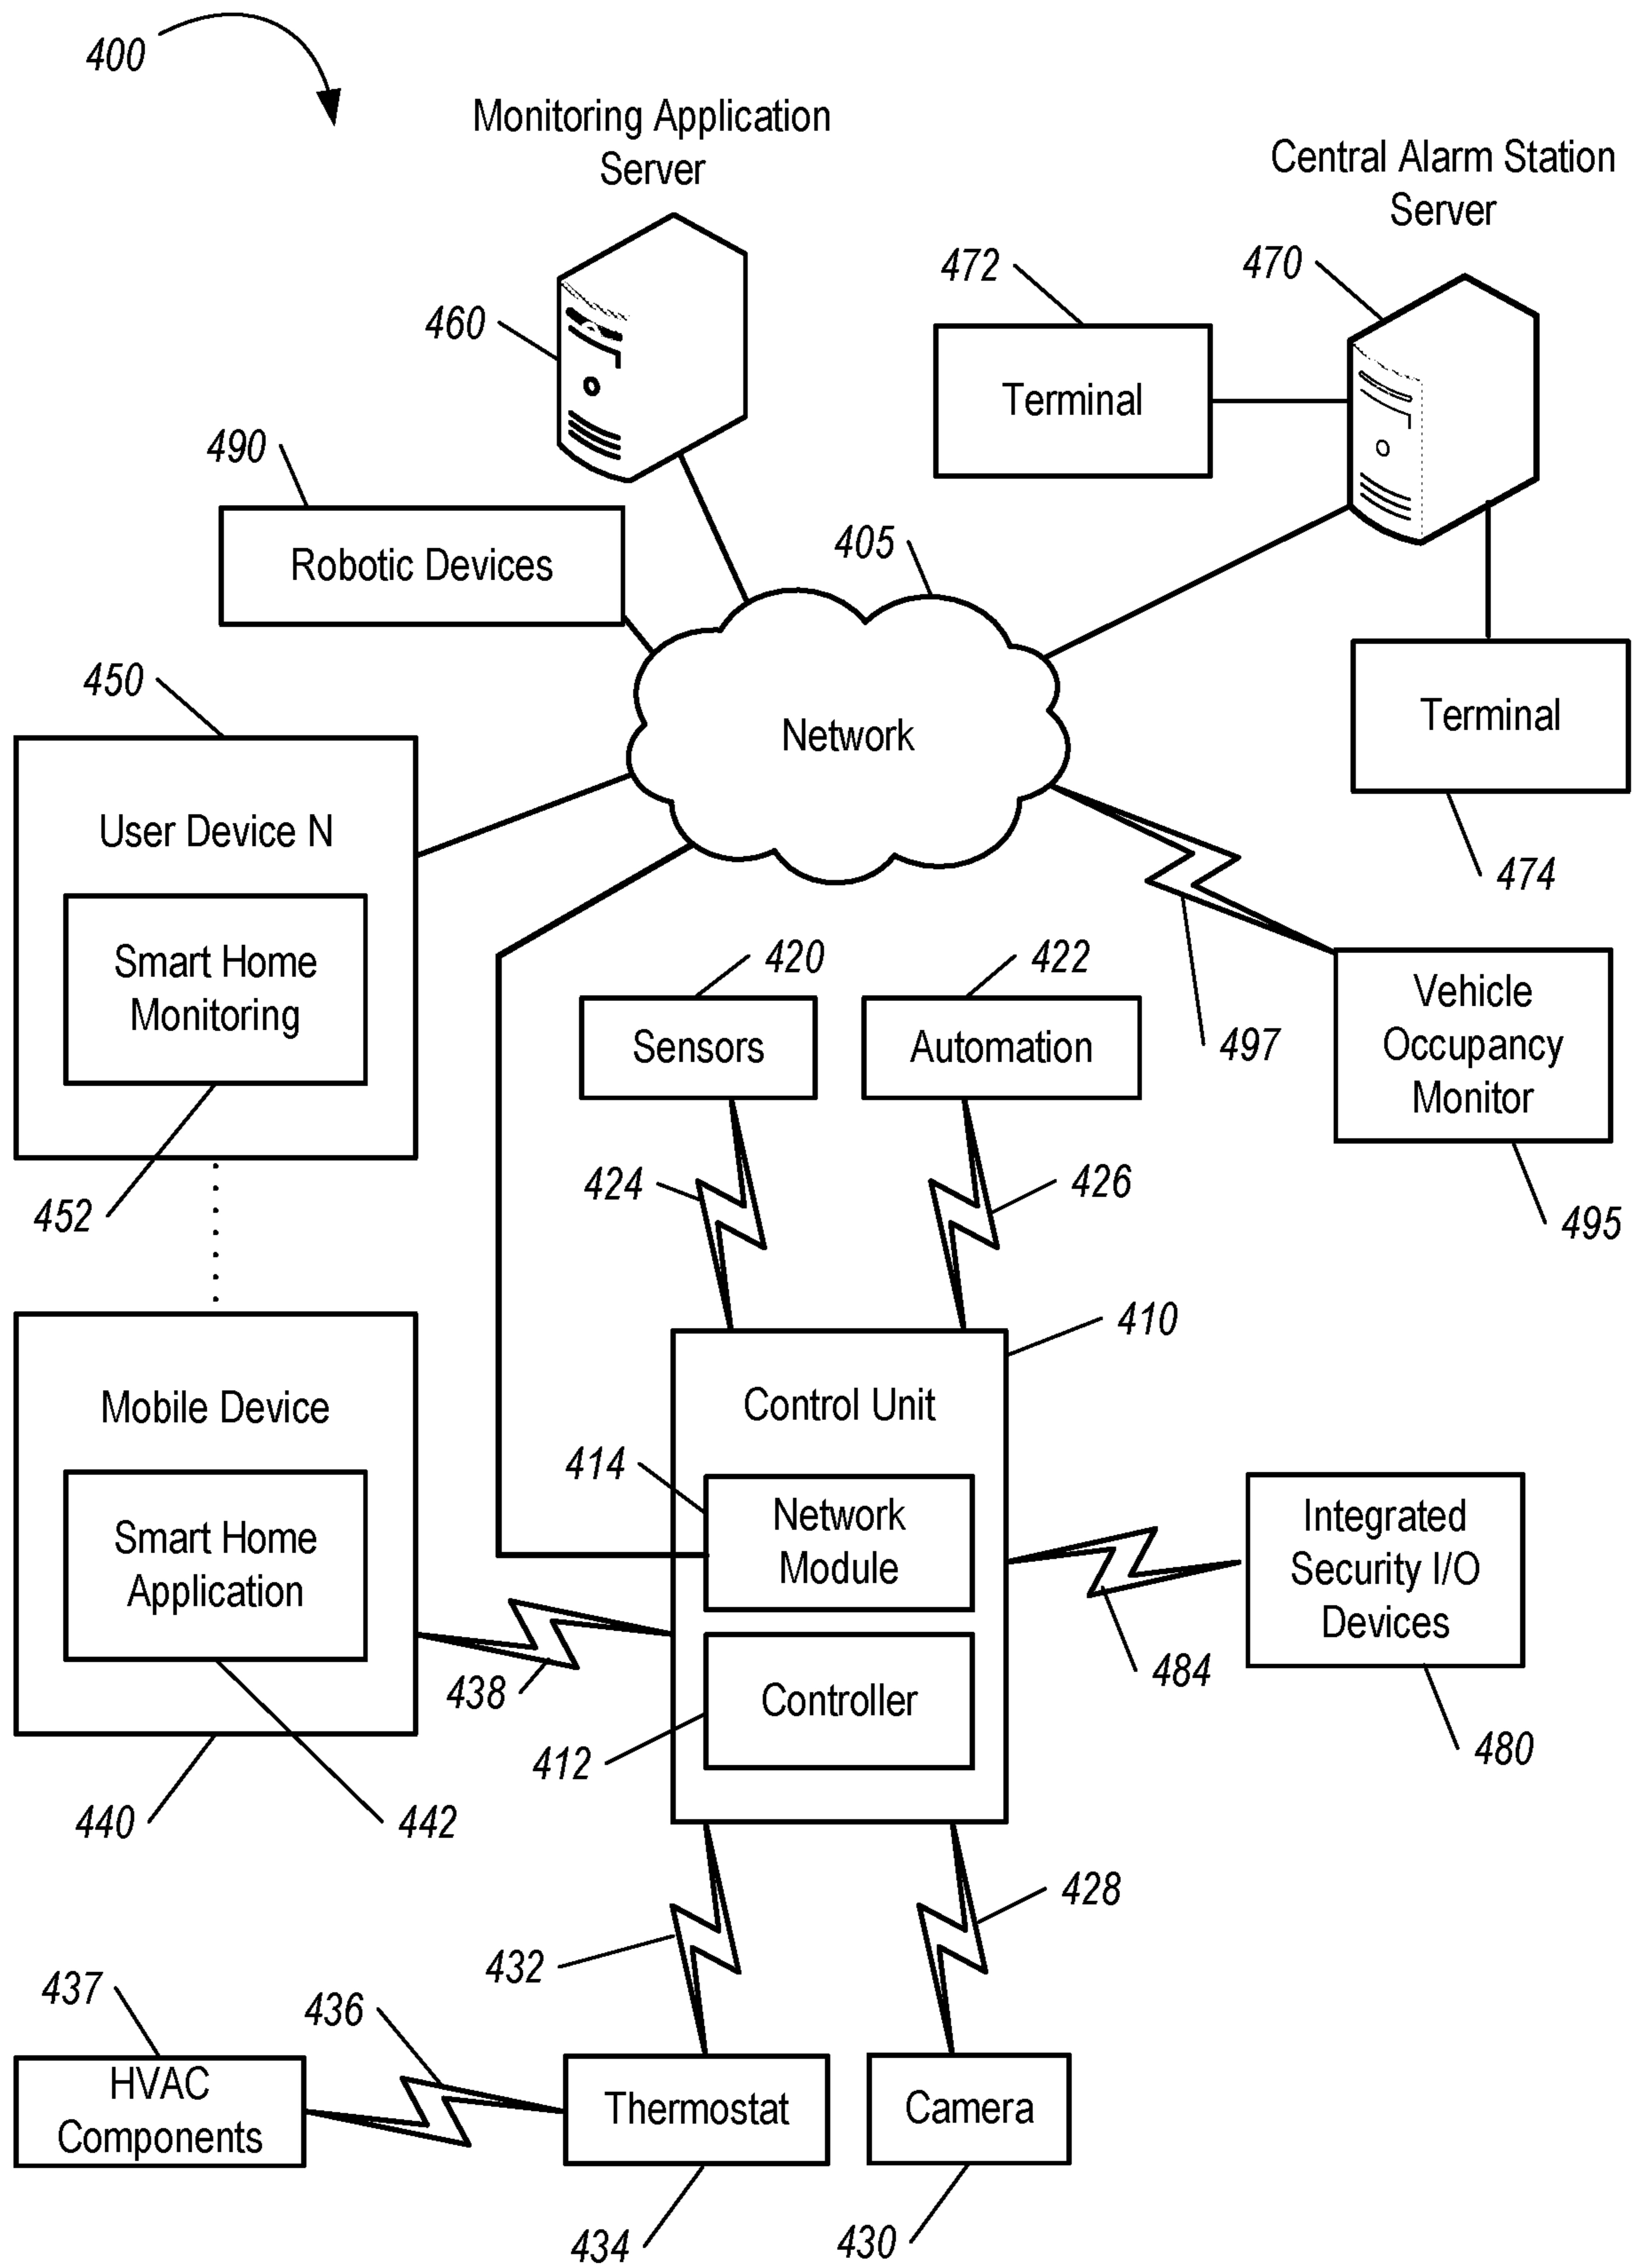 400
Monitoring Application
Server
Central Alarm Station
Server
472
470
460
Terminal
490
405
Robotic Devices
450
Terminal
Network
User Device N
474
420
422
Smart Home
Monitoring
497
Vehicle
Occupancy
Monitor
Sensors
Automation
424
426
452
495
410
Mobile Device
Control Unit
414
Network
Module
Integrated
Security I/O
Devices
Smart Home
Application
438
484
Controller
412
480
440
442
428
432
437
436
HVAC
Components
Thermostat
Camera
434
430